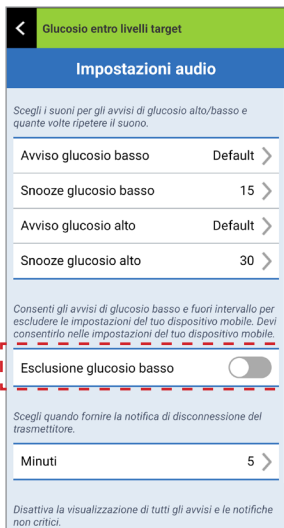 Glucosio entro livelli target
Impostazioni audio
Scegli i suoni per gli avvisi di glucosio alto/basso e
quante volte ripetere il suono.
Avviso glucosio basso Default
Snooze glucosio basso 15
Avviso glucosio alto Default
Snooze glucosio alto 30
Consenti gli avvisi di glucosio basso e fuori intervallo per
escludere le impostazioni del tuo dispositivo mobile. Devi
consentirlo nelle impostazioni del tuo dispositivo mobile.
Esclusione glucosio basso
Scegli quando fornire la notifica di disconnessione del
trasmettitore.
Minuti 5
Disattiva la visualizzazione di tutti gli avvisi e le notifiche
non critici.